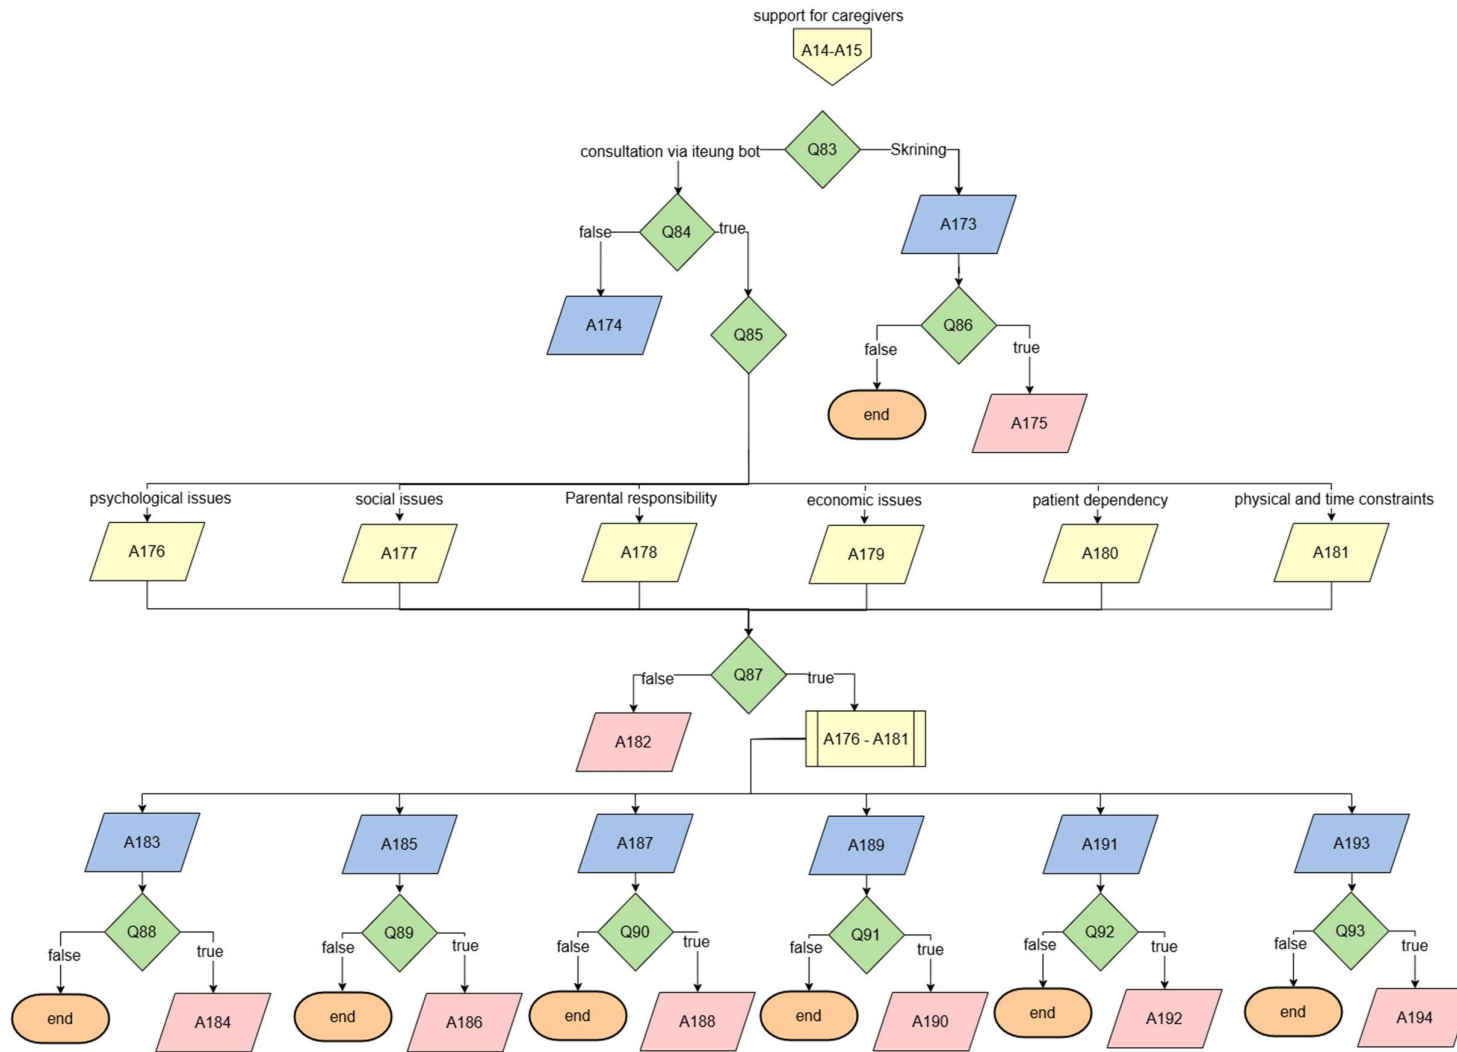 support for caregivers
A14-A15
Q83
consultation via iteung bot
Skrining
A173
Q84
false
true
A174
Q85
Q86
false
true
end
A175
psychological issues
social issues
Parental responsibility
economic issues
patient dependency
physical and time constraints
A176
A177
A178
A179
A180
A181
Q87
false
true
A182
A176 - A181
A183
A185
A187
A189
A191
A193
Q88
Q89
Q90
Q91
Q92
Q93
false
true
false
true
false
true
false
true
false
true
false
true
end
A184
end
A186
end
A188
end
A190
end
A192
end
A194